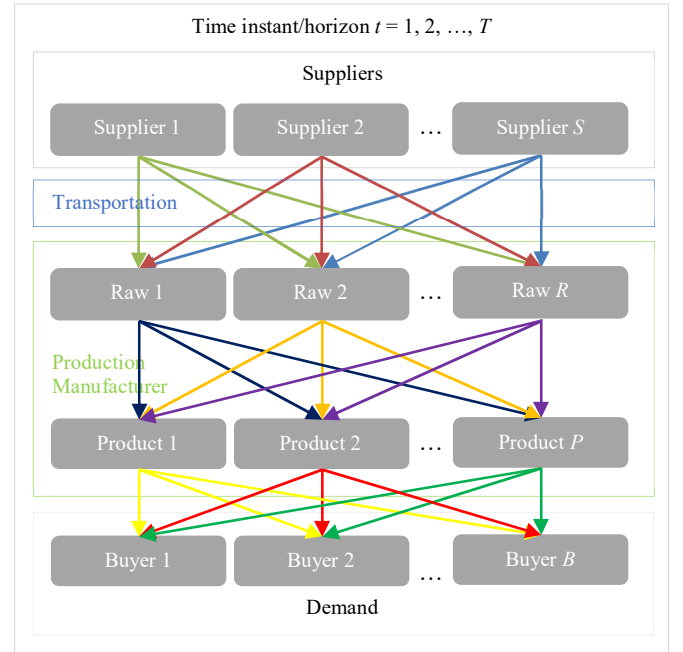 Time instant/horizon t = 1, 2, …, T
Suppliers
Supplier 1 Supplier 2 … Supplier S
Transportation
Raw 1 Raw 2 … Raw R
Production
Manufacturer
Product 1 Product 2 … Product P
Buyer 1 Buyer 2 … Buyer B
Demand